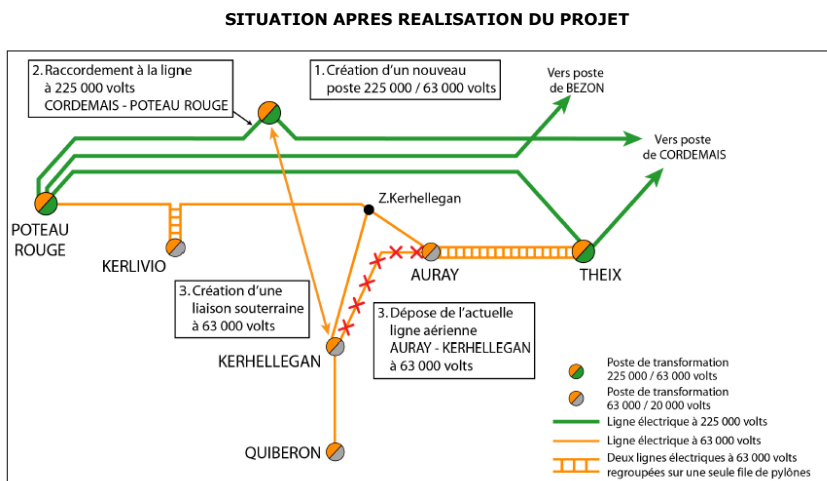 SITUATION APRES REALISATION DU PROJET
2. Raccordement à la ligne
à 225 000 volts
CORDEMAIS - POTEAU ROUGE
1. Création d'un nouveau
poste 225 000 / 63 000 volts
Vers poste
de BEZON
Vers poste
de CORDEMAIS
Z.Kerhellegan
POTEAU
ROUGE
KERLIVIO
AURAY
THEIX
3. Création d'une
liaison souterraine
à 63 000 volts
3. Dépose de l'actuelle
ligne aérienne
AURAY - KERHELLEGAN
à 63 000 volts
KERHELLEGAN
QUIBERON
Poste de transformation
225 000 / 63 000 volts
Poste de transformation
63 000 / 20 000 volts
Ligne électrique à 225 000 volts
Ligne électrique à 63 000 volts
Deux lignes électriques à 63 000 volts
regroupées sur une seule file de pylônes